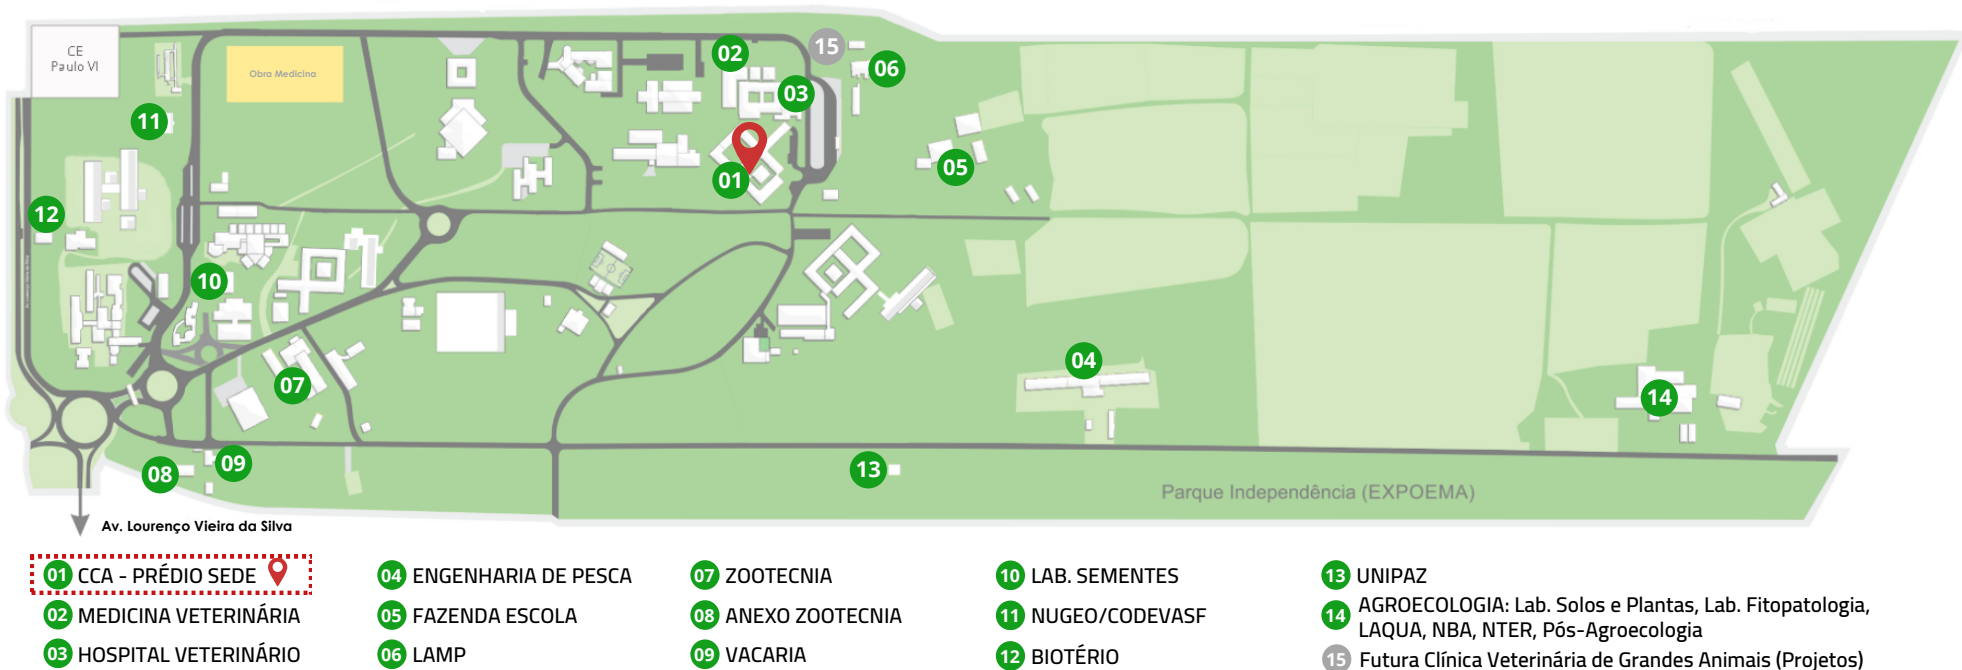 CE
Paulo VI
Obra Medicina
15
02
06
03
11
05
01
12
10
04
07
14
09
08
13
Parque Independência (EXPOEMA)
Av. Lourenço Vieira da Silva
01 CCA - PRÉDIO SEDE
02 MEDICINA VETERINÁRIA
03 HOSPITAL VETERINÁRIO
04 ENGENHARIA DE PESCA
05 FAZENDA ESCOLA
06 LAMP
07 ZOOTECNIA
08 ANEXO ZOOTECNIA
09 VACARIA
10 LAB. SEMENTES
11 NUGEO/CODEVASF
12 BIOTÉRIO
13 UNIPAZ
14 AGROECOLOGIA: Lab. Solos e Plantas, Lab. Fitopatologia,
LAQUA, NBA, NTER, Pós-Agroecologia
15 Futura Clínica Veterinária de Grandes Animais (Projetos)